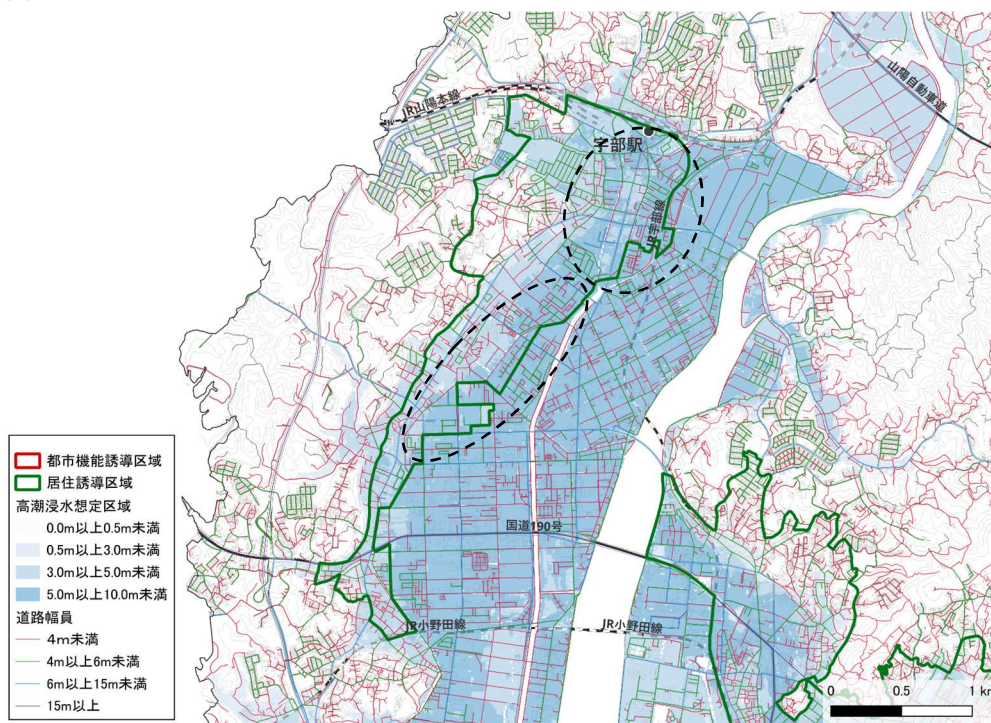 JR山陽本線
山陽自動車道
宇部駅
JR宇部線
国道190号
JR小野田線
JR小野田線
都市機能誘導区域
居住誘導区域
高潮浸水想定区域
0.0m以上0.5m未満
0.5m以上3.0m未満
3.0m以上5.0m未満
5.0m以上10.0m未満
道路幅員
4m未満
4m以上6m未満
6m以上15m未満
15m以上
0 0.5 1 km